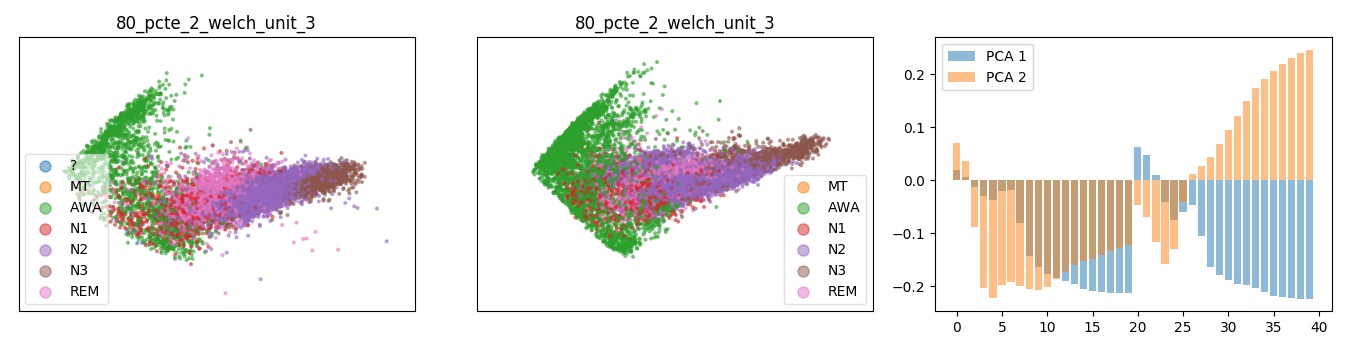 80_pcte_2_welch_unit_3
?
MT
AWA
N1
N2
N3
REM
80_pcte_2_welch_unit_3
MT
AWA
N1
N2
N3
REM
PCA 1
PCA 2
0.2
0.1
0.0
−0.1
−0.2
0 5 10 15 20 25 30 35 40